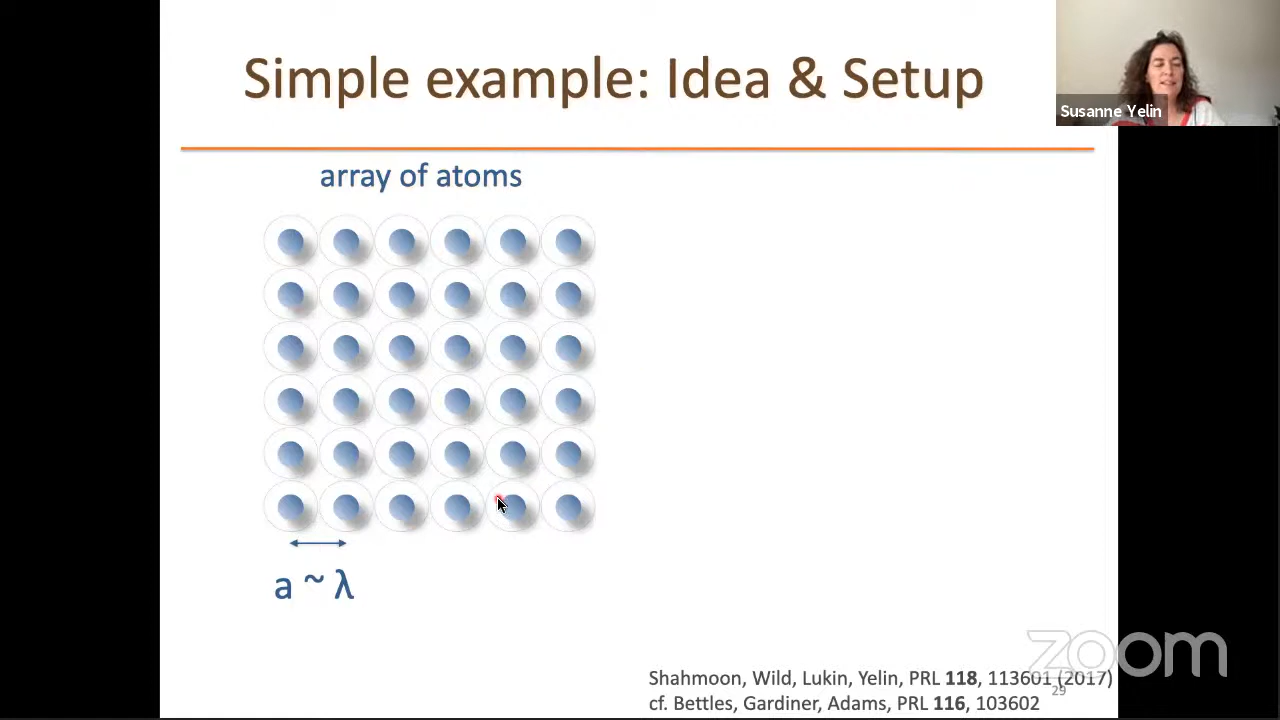 Simple example: Idea & Setup
Susanne Yelin
array of atoms
a ~ λ
zoom
Shahmoon, Wild, Lukin, Yelin, PRL 118, 113601 (2017)
29
cf. Bettles, Gardiner, Adams, PRL 116, 103602